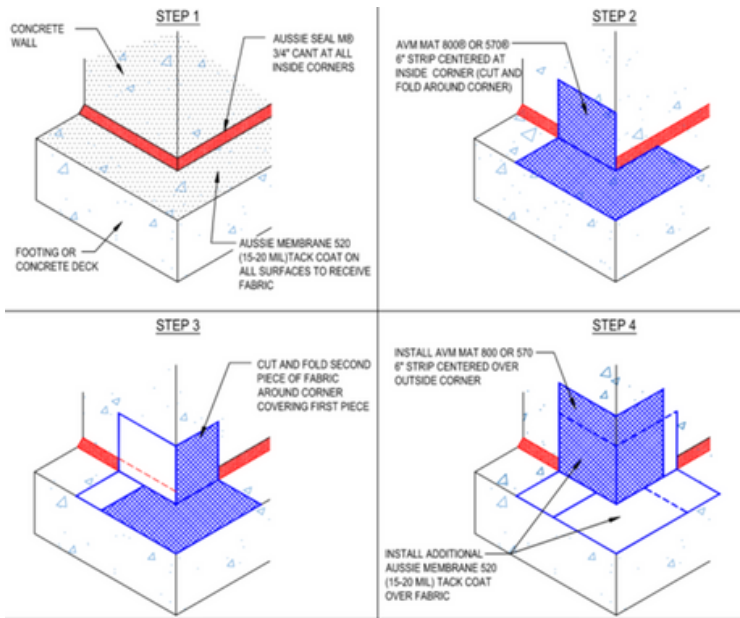 STEP 1
CONCRETE
WALL
AUSSIE SEAL M®
3/4" CANT AT ALL
INSIDE CORNERS
FOOTING OR
CONCRETE DECK
AUSSIE MEMBRANE 520
(15-20 MIL)TACK COAT ON
ALL SURFACES TO RECEIVE
FABRIC
STEP 2
AVM MAT 800® OR 570®
6" STRIP CENTERED AT
INSIDE CORNER (CUT AND
FOLD AROUND CORNER)
STEP 3
CUT AND FOLD SECOND
PIECE OF FABRIC
AROUND CORNER
COVERING FIRST PIECE
STEP 4
INSTALL AVM MAT 800 OR 570
6" STRIP CENTERED OVER
OUTSIDE CORNER
INSTALL ADDITIONAL
AUSSIE MEMBRANE 520
(15-20 MIL) TACK COAT
OVER FABRIC